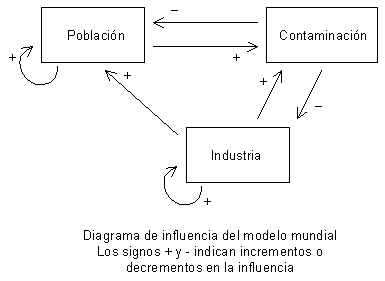 −
Población
Contaminación
+
+
+
+
−
Industria
+
Diagrama de influencia del modelo mundial
Los signos + y - indican incrementos o
decrementos en la influencia